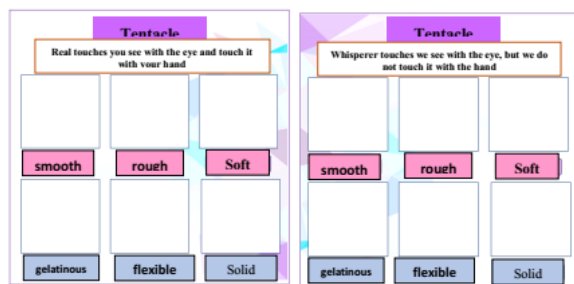 Tentacle
Real touches you see with the eye and touch it
with your hand
smooth rough Soft
gelatinous flexible Solid
Tentacle
Whisperer touches we see with the eye, but we do
not touch it with the hand
smooth rough Soft
gelatinous flexible Solid